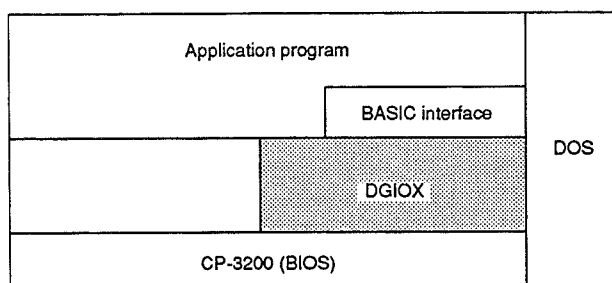 Application program
BASIC interface
DOS
DGIOX
CP-3200 (BIOS)